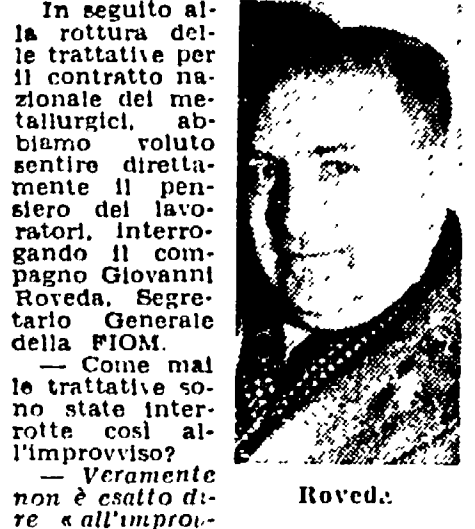 In seguito al-
la rottura del-
le trattative per
il contratto na-
zionale dei me-
tallurgici, ab-
biamo voluto
sentire diretta-
mente il pen-
siero dei lavo-
ratori, interro-
gando il com-
pagno Giovanni
Roveda, Segre-
tario Generale
della FIOM.
— Come mai
le trattative so-
no state inter-
rotte così al-
l'improvviso?
— Veramente
non è esatto di-
re « all'improv-
Roveda